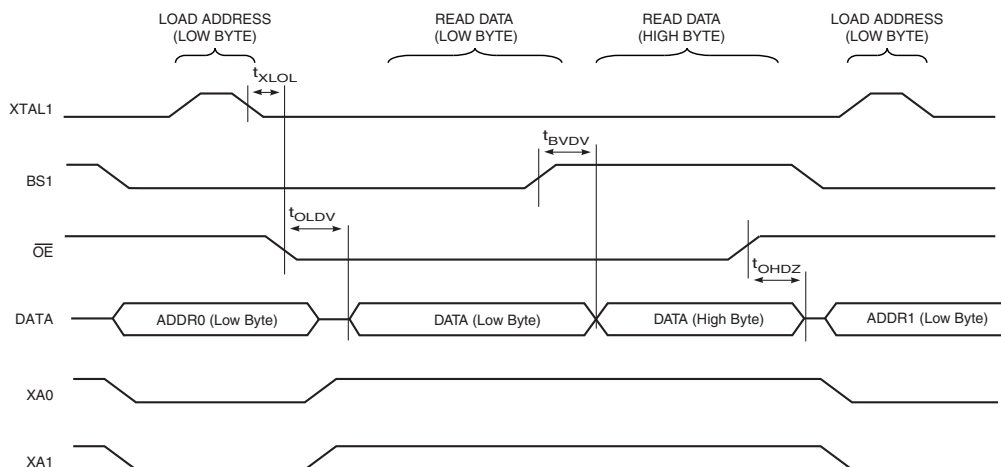 LOAD ADDRESS
(LOW BYTE)
READ DATA
(LOW BYTE)
READ DATA
(HIGH BYTE)
LOAD ADDRESS
(LOW BYTE)
tXLOL
XTAL1
tBVDV
BS1
tOLDV
OE
tOHDZ
DATA
ADDR0 (Low Byte)
DATA (Low Byte)
DATA (High Byte)
ADDR1 (Low Byte)
XA0
XA1